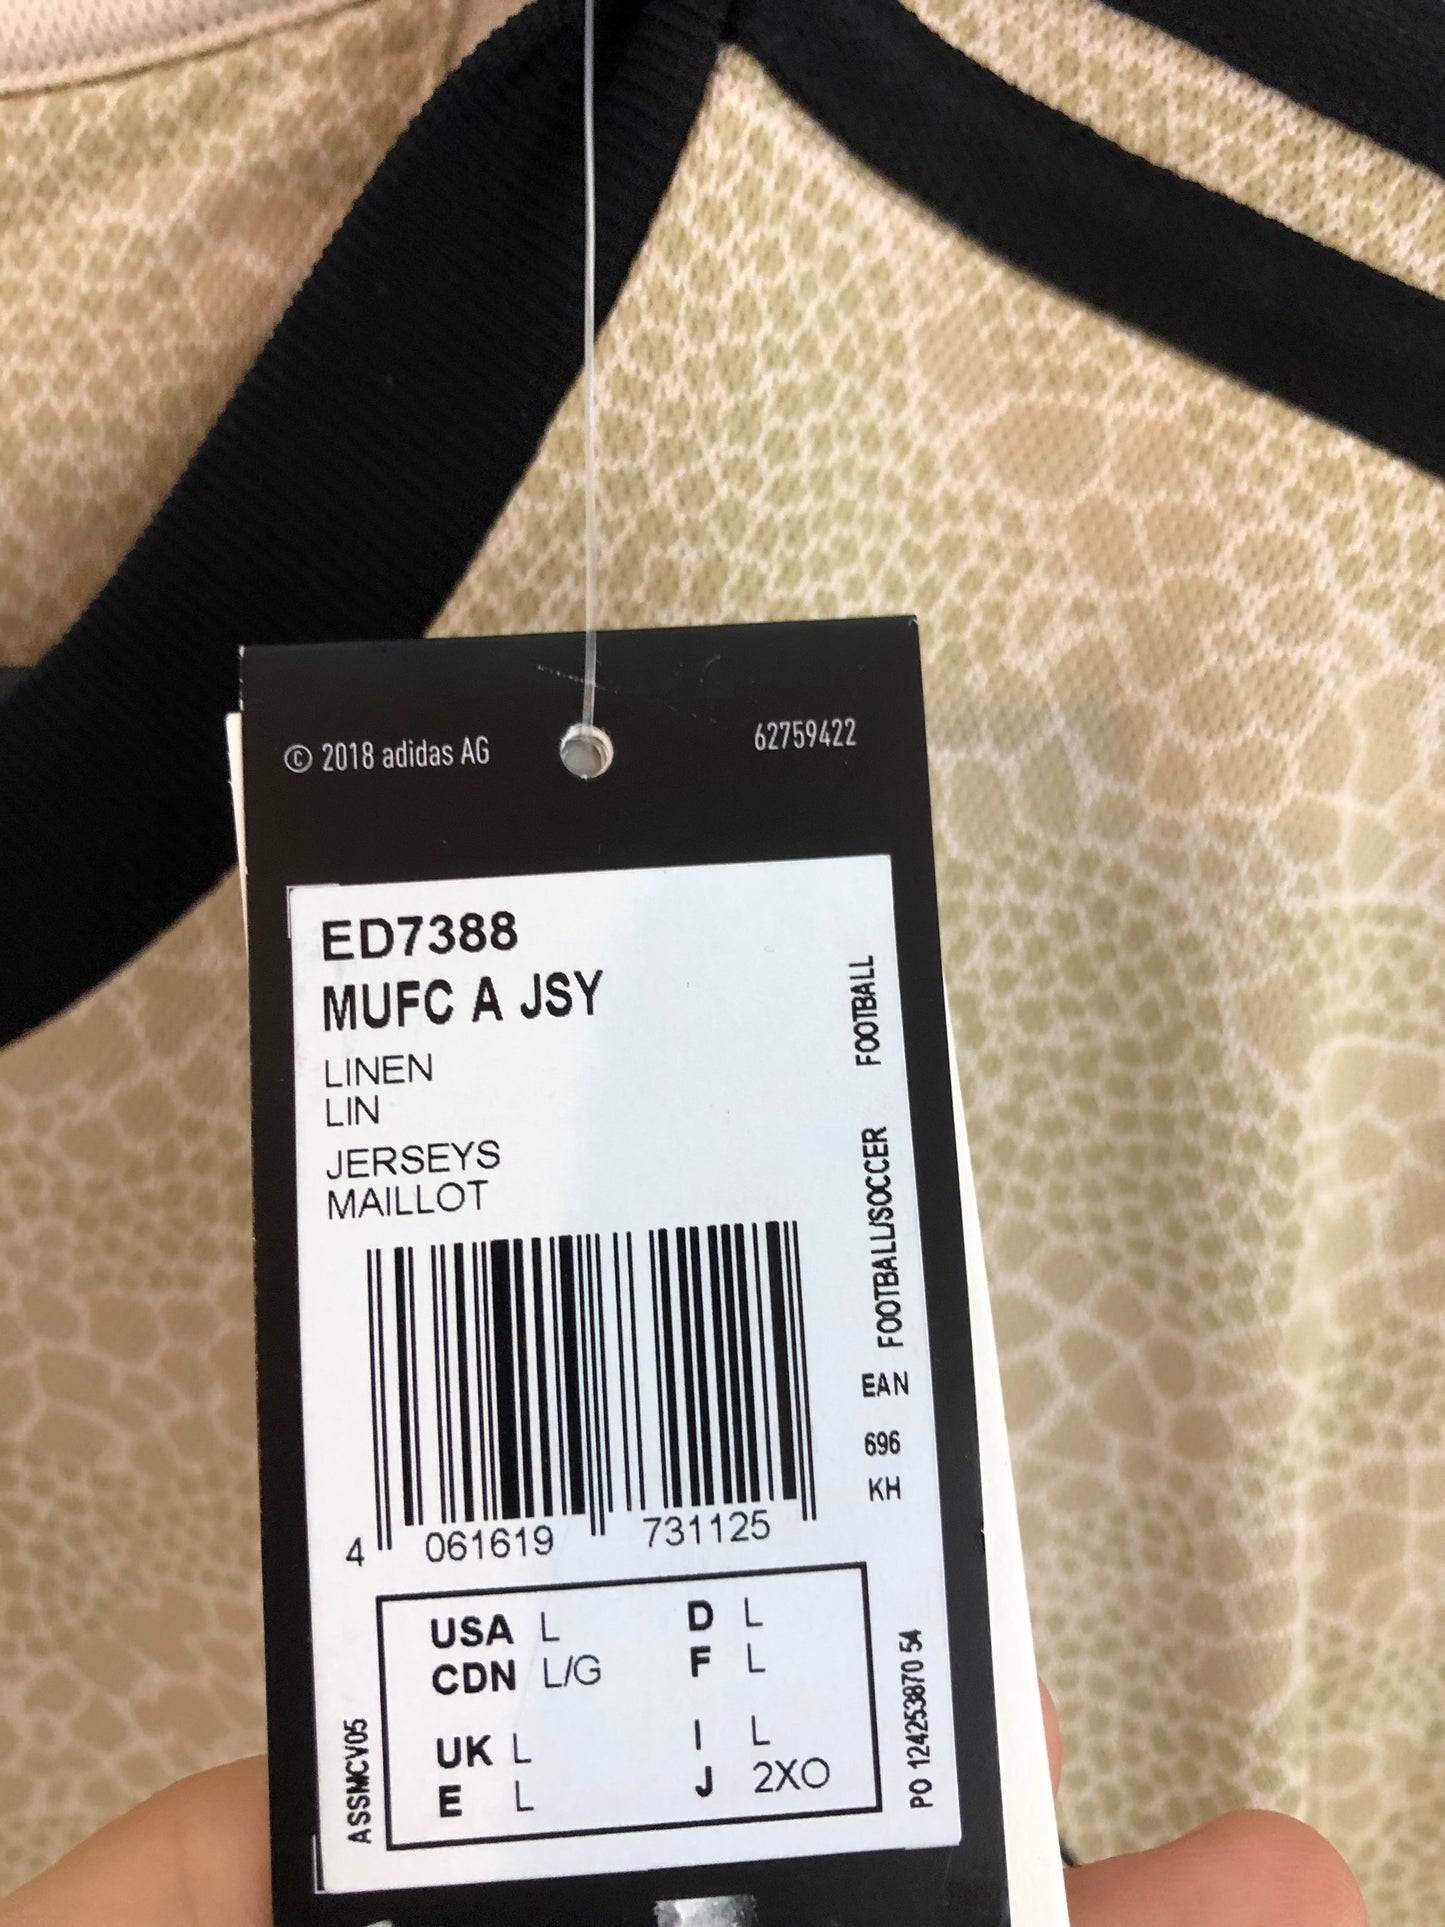 © 2018 adidas AG
62759422
ED7388
MUFC A JSY
LINEN
LIN
JERSEYS
MAILLOT
FOOTBALL
FOOTBALL/SOCCER
EAN
696
KH
4 061619 731125
USA L D L
CDN L/G F L
UK L I L
E L J 2XO
ASSMCV05
PO 124253870 54